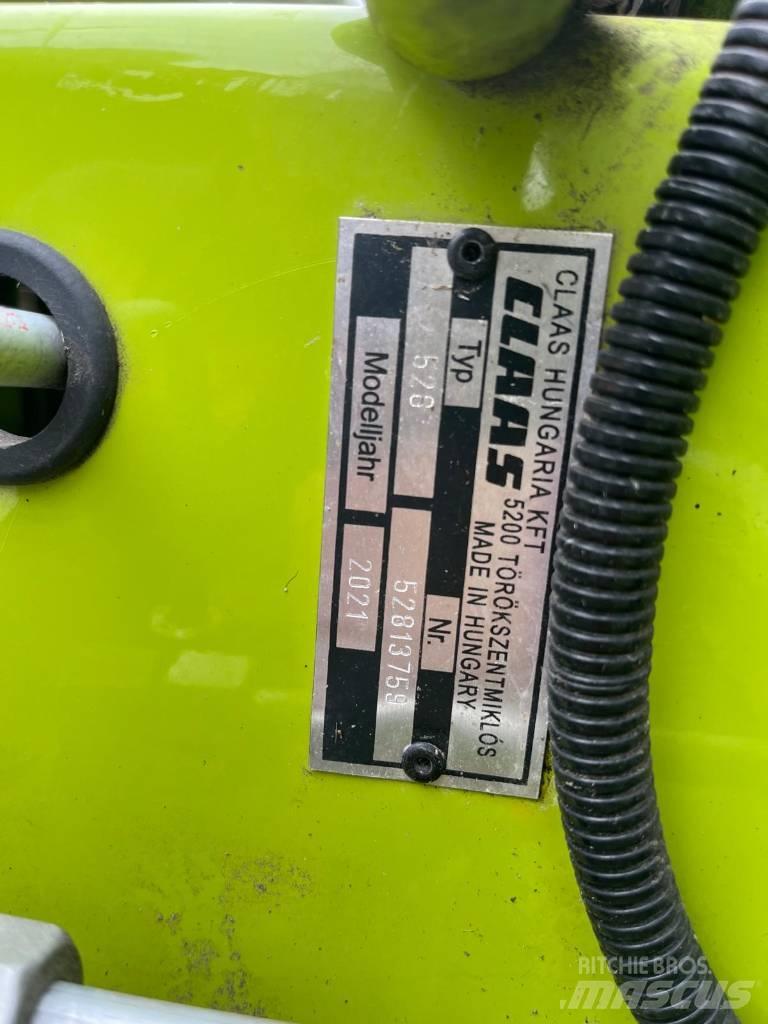 CLAAS HUNGARIA KFT
CLAAS 5200 TÖRÖKSZENTMIKLÓS
MADE IN HUNGARY
Typ Nr.
528 52813759
Modelljahr 2021
RITCHIE BROS.
MASCUS